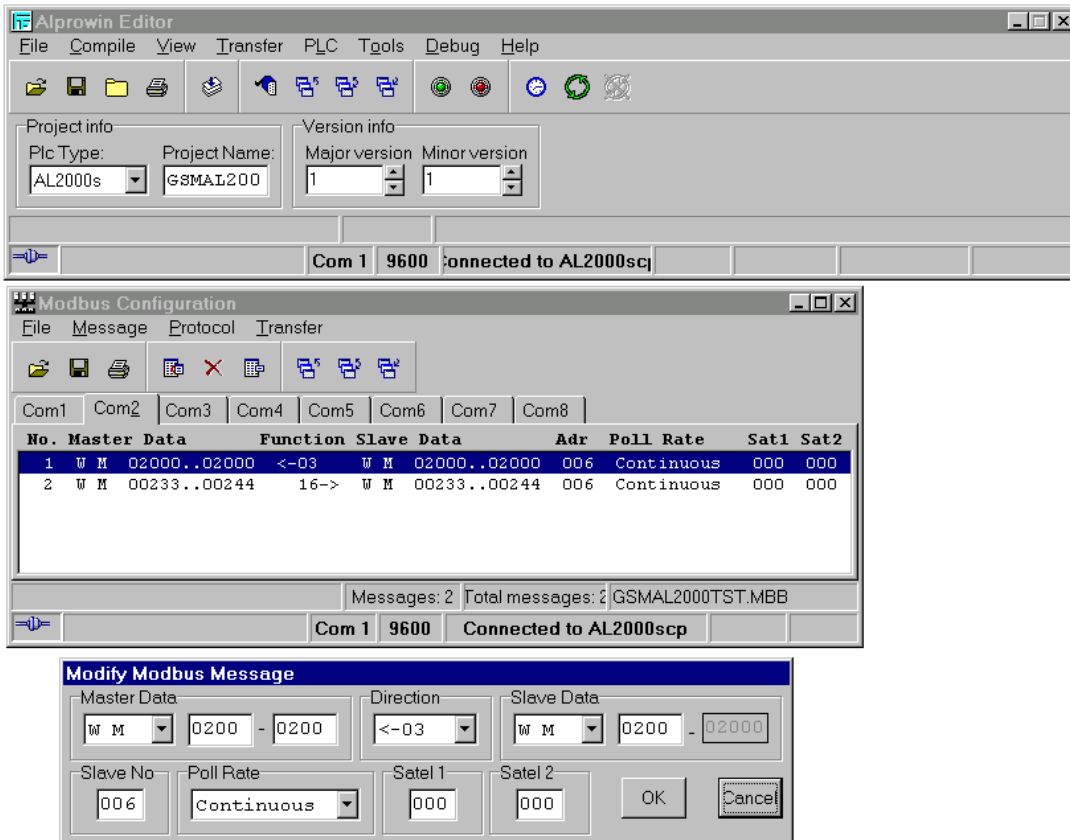 Alprowin Editor
File Compile View Transfer PLC Tools Debug Help
Project info Version info
Plc Type: Project Name: Major version Minor version
AL2000s GSMAL200 1 1
Com 1 9600 Connected to AL2000scp
Modbus Configuration
File Message Protocol Transfer
Com1 Com2 Com3 Com4 Com5 Com6 Com7 Com8
No. Master Data Function Slave Data Adr Poll Rate Sat1 Sat2
1 W M 02000..02000 <-03 W M 02000..02000 006 Continuous 000 000
2 W M 00233..00244 16-> W M 00233..00244 006 Continuous 000 000
Messages: 2 Total messages: 2 GSMAL2000TST.MBB
Com 1 9600 Connected to AL2000scp
Modify Modbus Message
Master Data Direction Slave Data
W M 0200 - 0200 <-03 W M 0200 - 02000
Slave No Poll Rate Satel 1 Satel 2
006 Continuous 000 000 OK Cancel